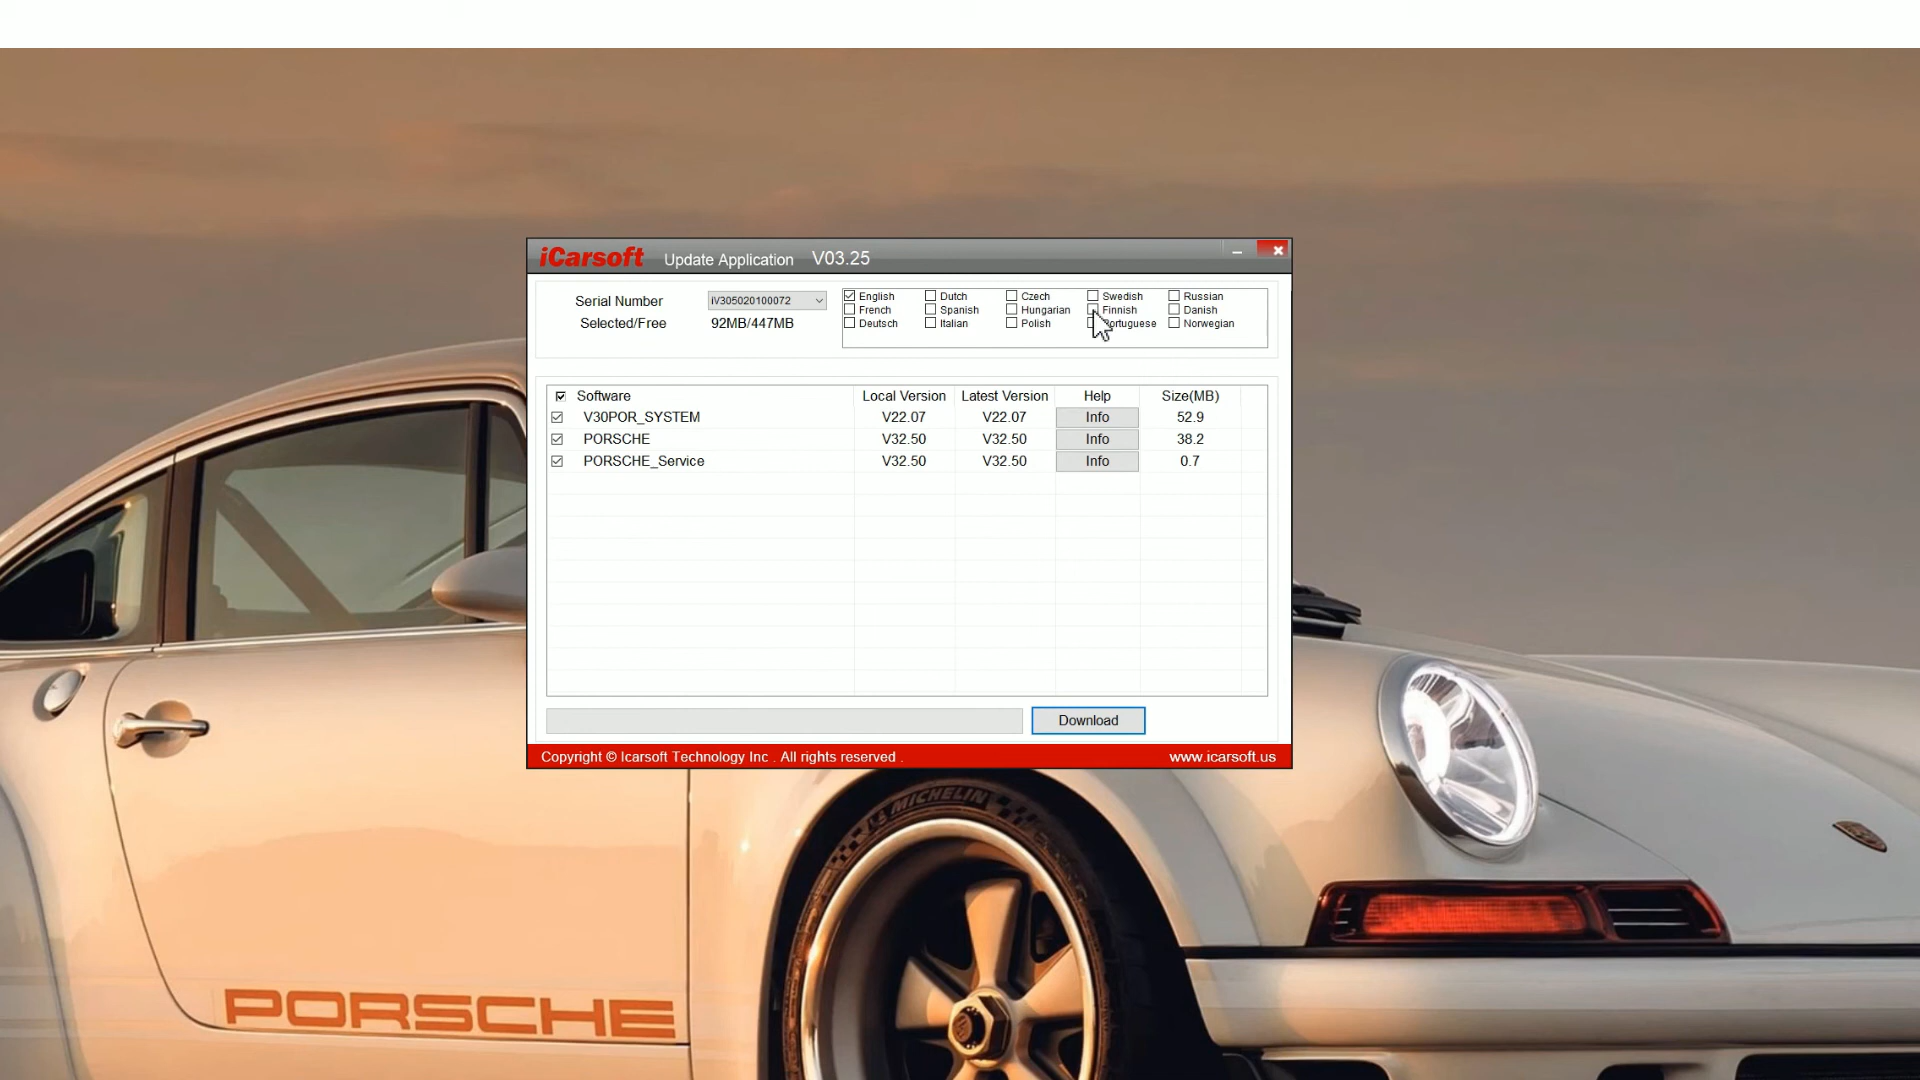 iCarsoft Update Application V03.25
Serial Number iV305020100072
Selected/Free 92MB/447MB
English Dutch Czech Swedish Russian
French Spanish Hungarian Finnish Danish
Deutsch Italian Polish Portuguese Norwegian
Software Local Version Latest Version Help Size(MB)
V30POR_SYSTEM V22.07 V22.07 Info 52.9
PORSCHE V32.50 V32.50 Info 38.2
PORSCHE_Service V32.50 V32.50 Info 0.7
Download
Copyright © Icarsoft Technology Inc . All rights reserved . www.icarsoft.us
MICHELIN
PORSCHE